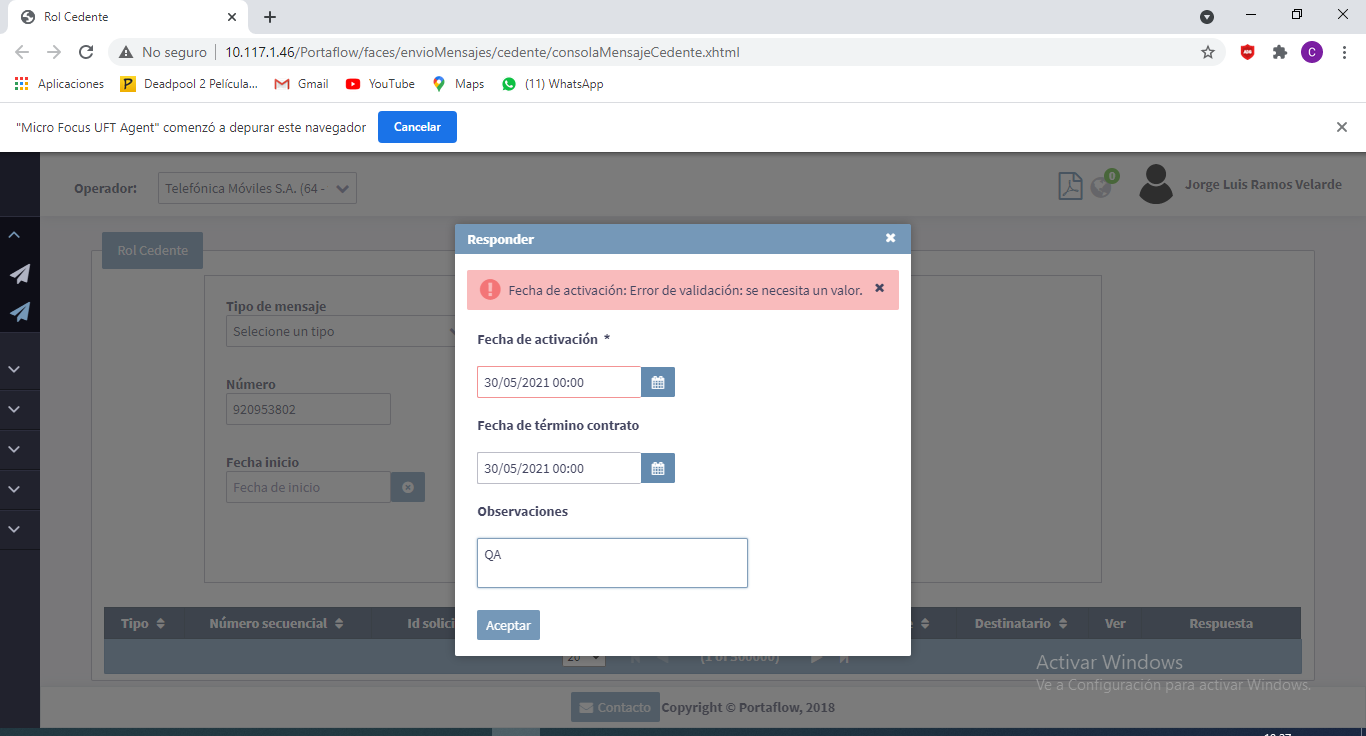 Rol Cedente
No seguro
10.117.1.46/Portaflow/faces/envioMensajes/cedente/consolaMensajeCedente.xhtml
C
Aplicaciones
Deadpool 2 Película...
Gmail
YouTube
Maps
(11) WhatsApp
"Micro Focus UFT Agent" comenzó a depurar este navegador
Cancelar
Operador:
Telefónica Móviles S.A. (64 -
0
Jorge Luis Ramos Velarde
Rol Cedente
Tipo de mensaje
Selecione un tipo
Número
920953802
Fecha inicio
Fecha de inicio
Responder
Fecha de activación: Error de validación: se necesita un valor.
Fecha de activación *
30/05/2021 00:00
Fecha de término contrato
30/05/2021 00:00
Observaciones
QA
Aceptar
Tipo
Número secuencial
Id solici
Destinatario
Ver
Respuesta
20
(1 of 500000)
Activar Windows
Ve a Configuración para activar Windows.
Contacto
Copyright © Portaflow, 2018